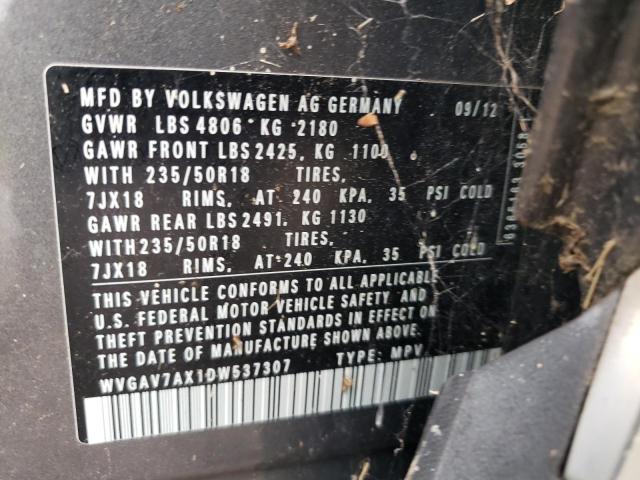 MFD BY VOLKSWAGEN AG GERMANY 09/12
GVWR LBS 4806 KG 2180
GAWR FRONT LBS 2425, KG 1100,
WITH 235/50R18 TIRES,
7JX18 RIMS, AT 240 KPA, 35 PSI COLD
GAWR REAR LBS 2491, KG 1130
WITH 235/50R18 TIRES,
7JX18 RIMS, AT 240 KPA, 35 PSI COLD
THIS VEHICLE CONFORMS TO ALL APPLICABLE
U.S. FEDERAL MOTOR VEHICLE SAFETY AND
THEFT PREVENTION STANDARDS IN EFFECT ON
THE DATE OF MANUFACTURE SHOWN ABOVE.
WVGAV7AX1DW537307 TYPE: MPV